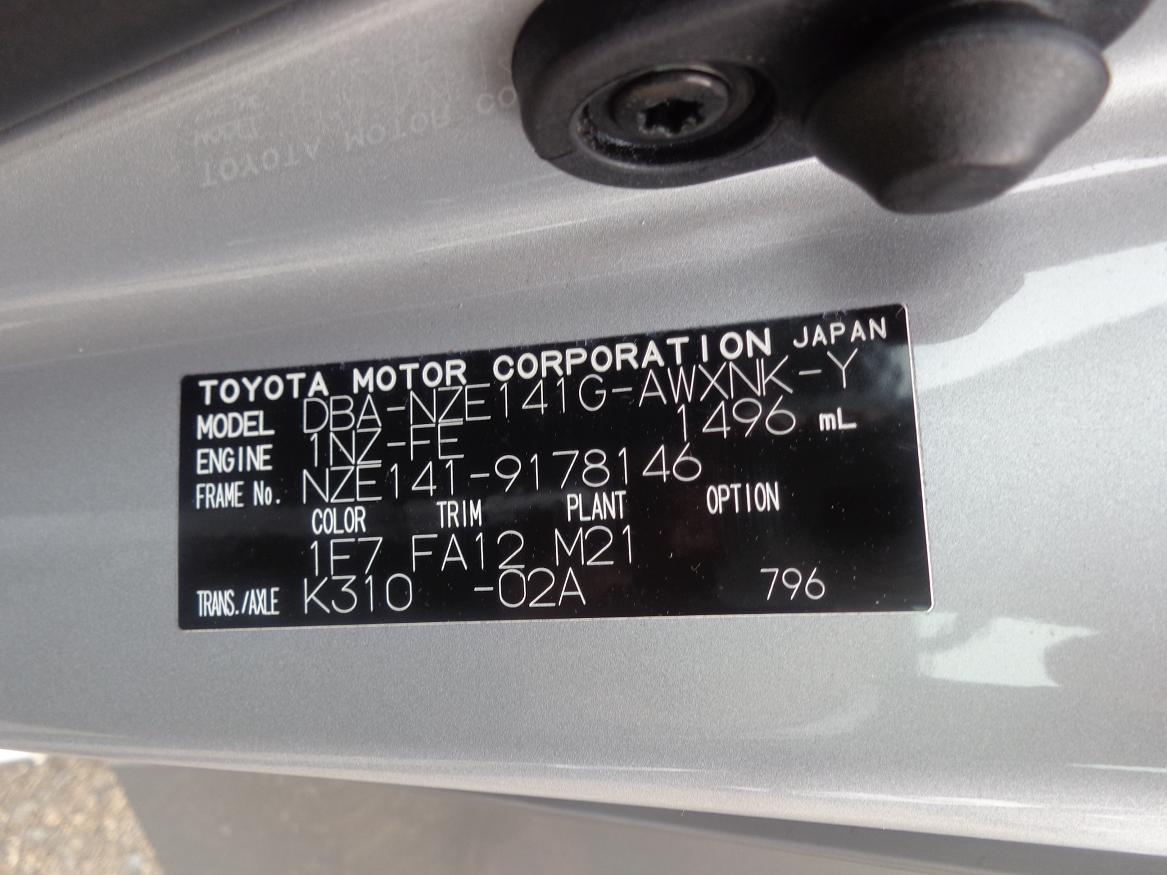 TOYOTA MOTOR CORPORATION JAPAN
MODEL DBA-NZE141G-AWXNK-Y
ENGINE 1NZ-FE 1496 mL
FRAME No. NZE141-9178146
COLOR TRIM PLANT OPTION
1F7 FA12 M21
TRANS./AXLE K310 -02A 796